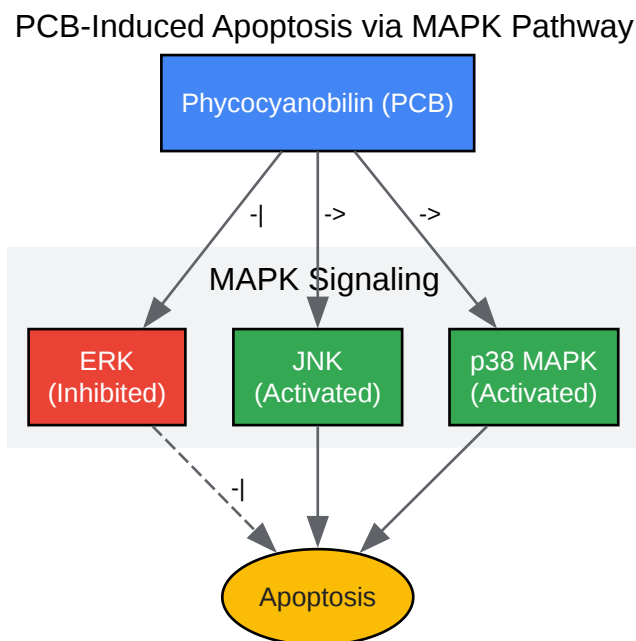 PCB-Induced Apoptosis via MAPK Pathway
Phycocyanobilin (PCB)
-|
->
->
MAPK Signaling
ERK
(Inhibited)
JNK
(Activated)
p38 MAPK
(Activated)
-|
Apoptosis